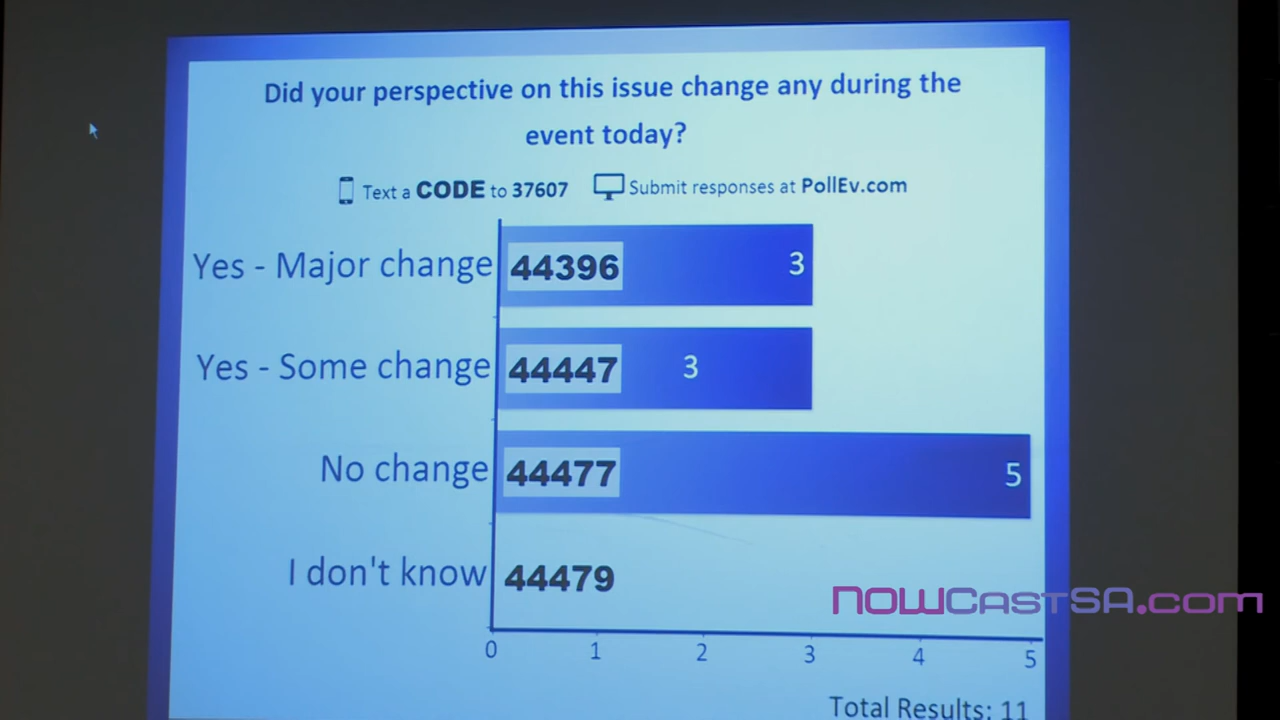 Did your perspective on this issue change any during the
event today?
Text a CODE to 37607 Submit responses at PollEv.com
Yes - Major change 44396 3
Yes - Some change 44447 3
No change 44477 5
I don't know 44479
0 1 2 3 4 5
Total Results: 11
NOWCastSA.com